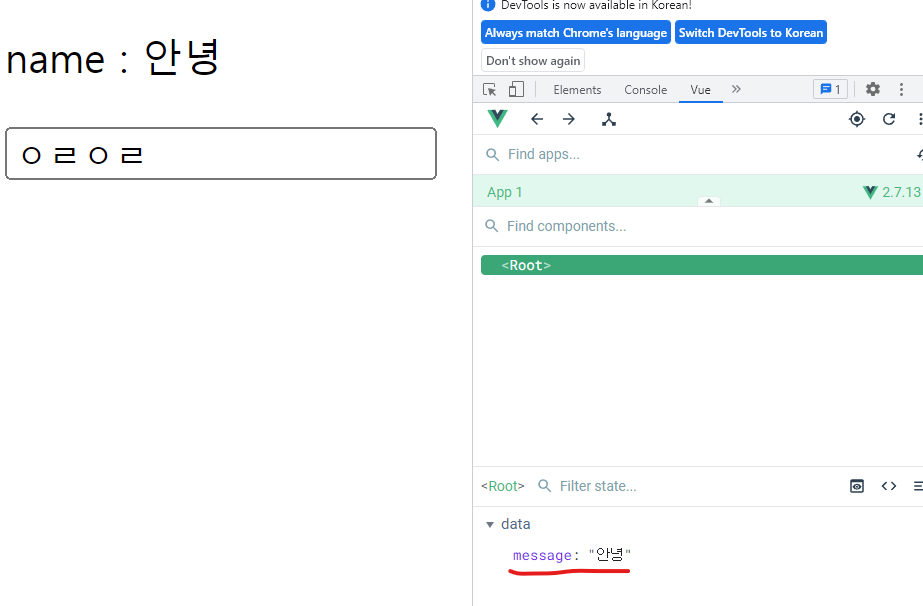 name : 안녕
ㅇㄹㅇㄹ
DevTools is now available in Korean!
Always match Chrome's language Switch DevTools to Korean
Don't show again
Elements Console Vue 1
Find apps...
App 1 2.7.13
Find components...
<Root>
<Root> Filter state...
data
message: "안녕"